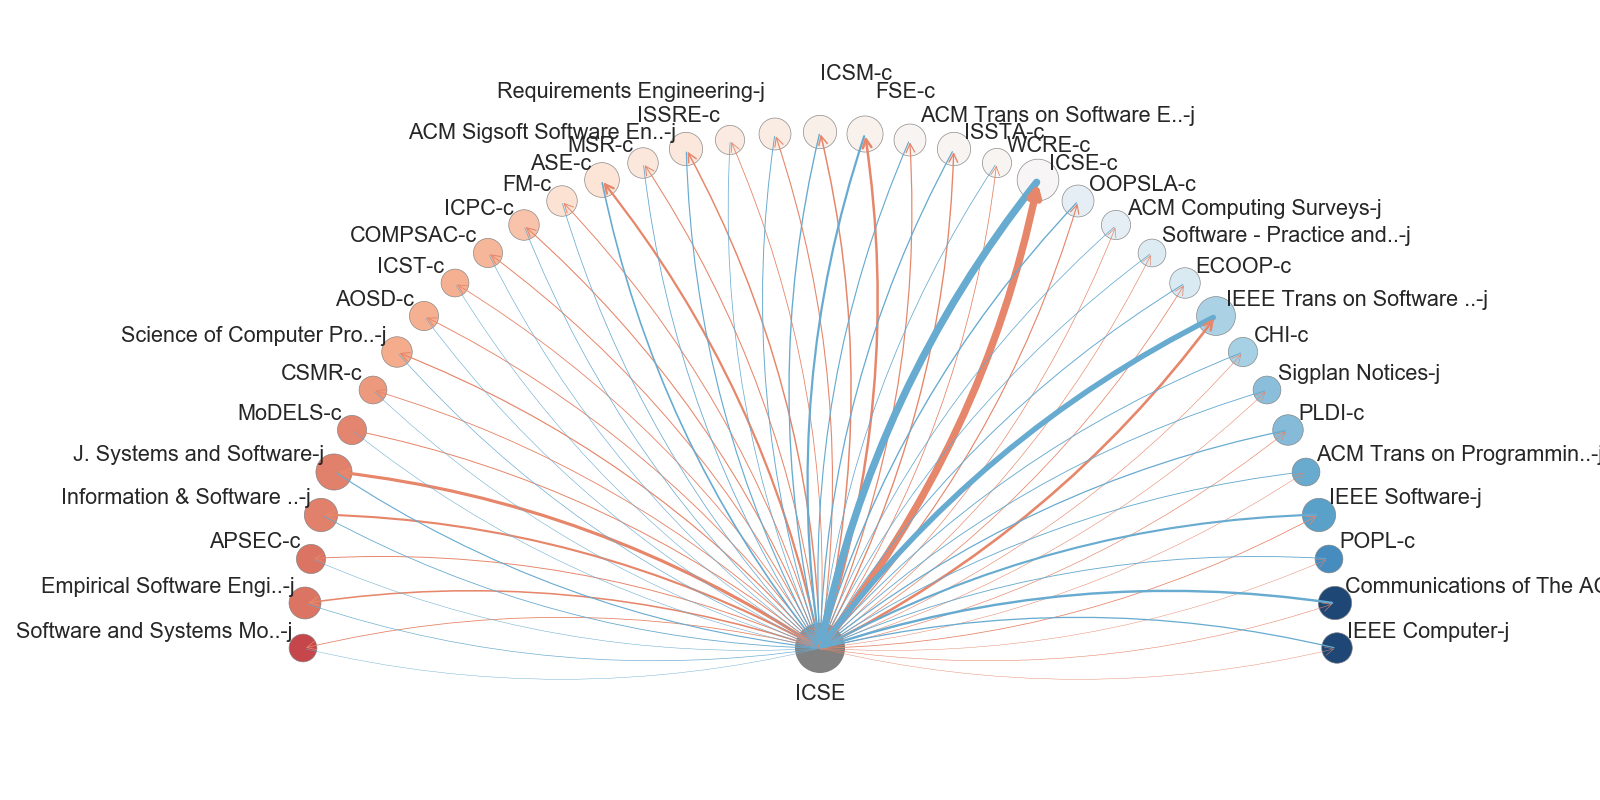 ICSM-c
Requirements Engineering-j
FSE-c
ISSRE-c
ACM Trans on Software E..-j
ACM Sigsoft Software En..-j
ISSTA-c
MSR-c
WCRE-c
ASE-c
ICSE-c
FM-c
OOPSLA-c
ICPC-c
ACM Computing Surveys-j
COMPSAC-c
Software - Practice and..-j
ICST-c
ECOOP-c
AOSD-c
IEEE Trans on Software ..-j
Science of Computer Pro..-j
CHI-c
CSMR-c
Sigplan Notices-j
MoDELS-c
PLDI-c
J. Systems and Software-j
ACM Trans on Programmin..-j
Information & Software ..-j
IEEE Software-j
APSEC-c
POPL-c
Empirical Software Engi..-j
Communications of The AC
Software and Systems Mo..-j
IEEE Computer-j
ICSE